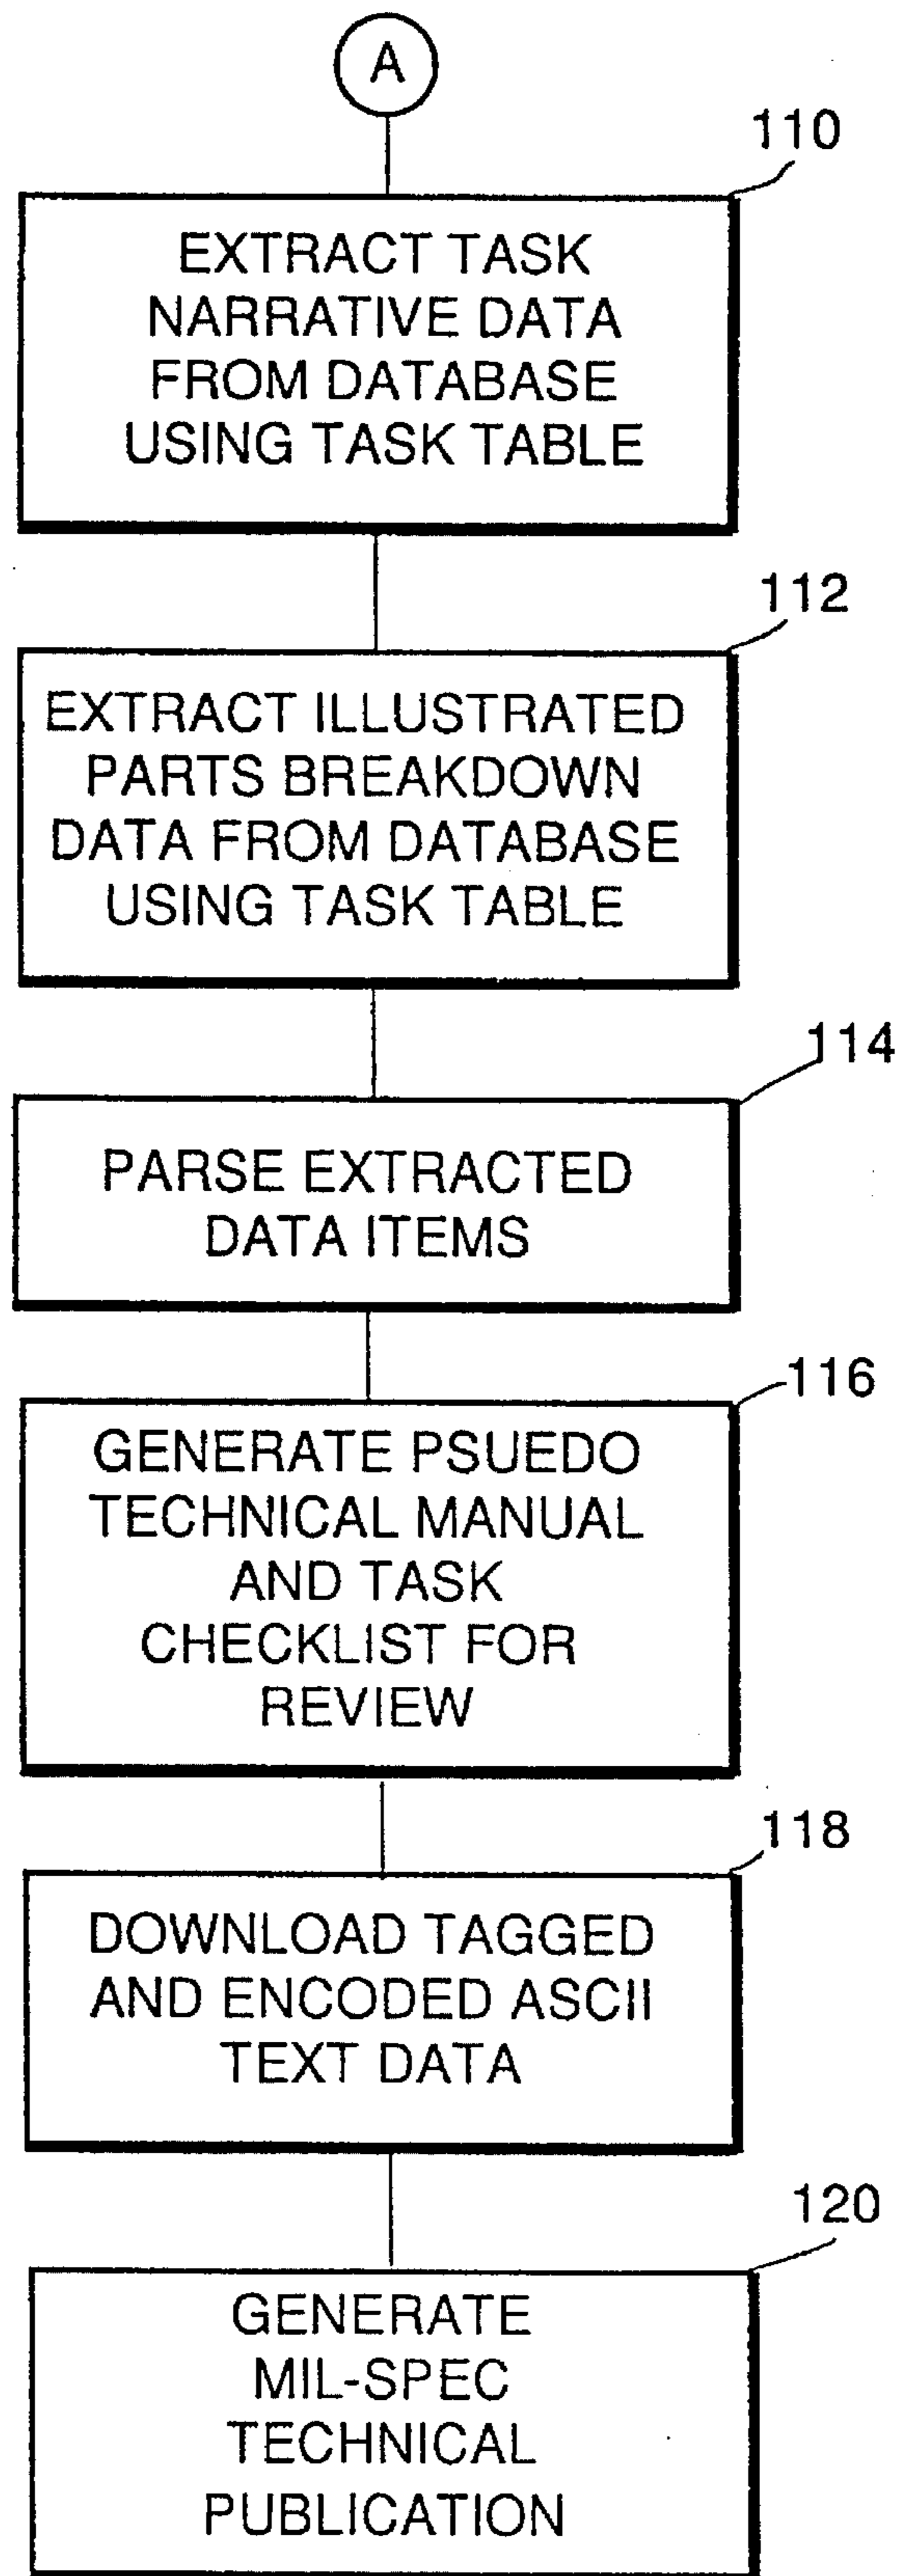 A
110
EXTRACT TASK
NARRATIVE DATA
FROM DATABASE
USING TASK TABLE
112
EXTRACT ILLUSTRATED
PARTS BREAKDOWN
DATA FROM DATABASE
USING TASK TABLE
114
PARSE EXTRACTED
DATA ITEMS
116
GENERATE PSUEDO
TECHNICAL MANUAL
AND TASK
CHECKLIST FOR
REVIEW
118
DOWNLOAD TAGGED
AND ENCODED ASCII
TEXT DATA
120
GENERATE
MIL-SPEC
TECHNICAL
PUBLICATION